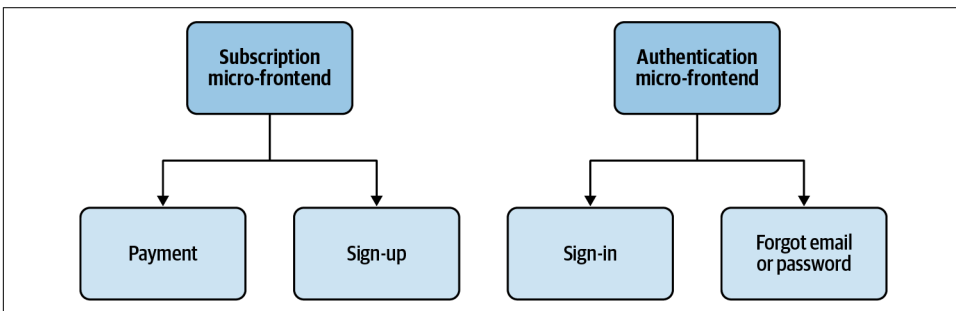 Subscription
micro-frontend
Authentication
micro-frontend
Payment
Sign-up
Sign-in
Forgot email
or password